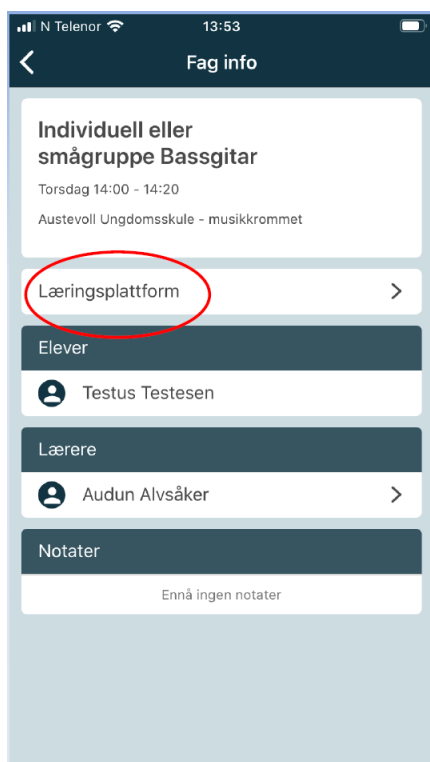 N Telenor 13:53
Fag info
Individuell eller
smågruppe Bassgitar
Torsdag 14:00 - 14:20
Austevoll Ungdomsskule - musikkrommet
Læringsplattform
Elever
Testus Testesen
Lærere
Audun Alvsåker
Notater
Ennå ingen notater